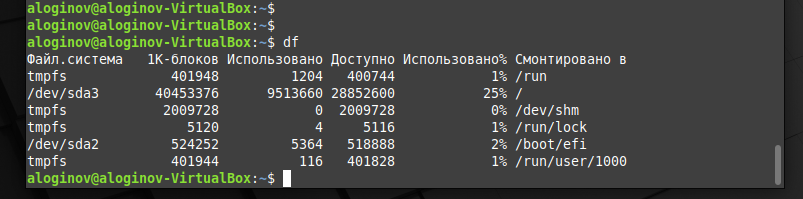 aloginov@aloginov-VirtualBox:~$
aloginov@aloginov-VirtualBox:~$
aloginov@aloginov-VirtualBox:~$ df
Файл.система   1K-блоков Использовано Доступно Использовано% Смонтировано в
tmpfs             401948         1204   400744            1% /run
/dev/sda3       40453376      9513660 28852600           25% /
tmpfs            2009728            0  2009728            0% /dev/shm
tmpfs               5120            4     5116            1% /run/lock
/dev/sda2         524252         5364   518888            2% /boot/efi
tmpfs             401944          116   401828            1% /run/user/1000
aloginov@aloginov-VirtualBox:~$